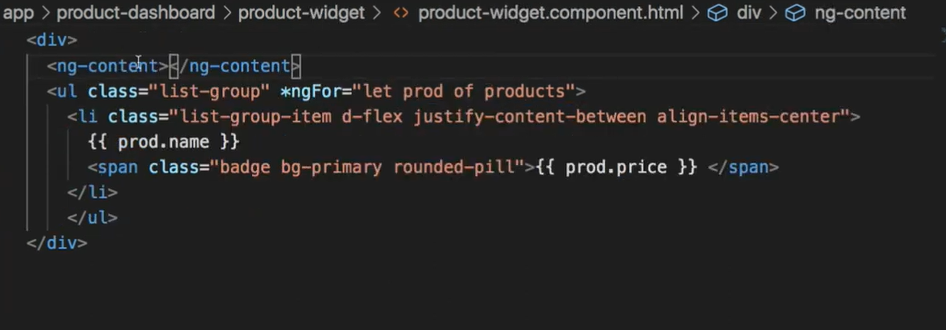 app > product-dashboard > product-widget > <> product-widget.component.html > div > ng-content
<div>
<ng-content></ng-content>
<ul class="list-group" *ngFor="let prod of products">
<li class="list-group-item d-flex justify-content-between align-items-center">
{{ prod.name }}
<span class="badge bg-primary rounded-pill">{{ prod.price }} </span>
</li>
</ul>
</div>